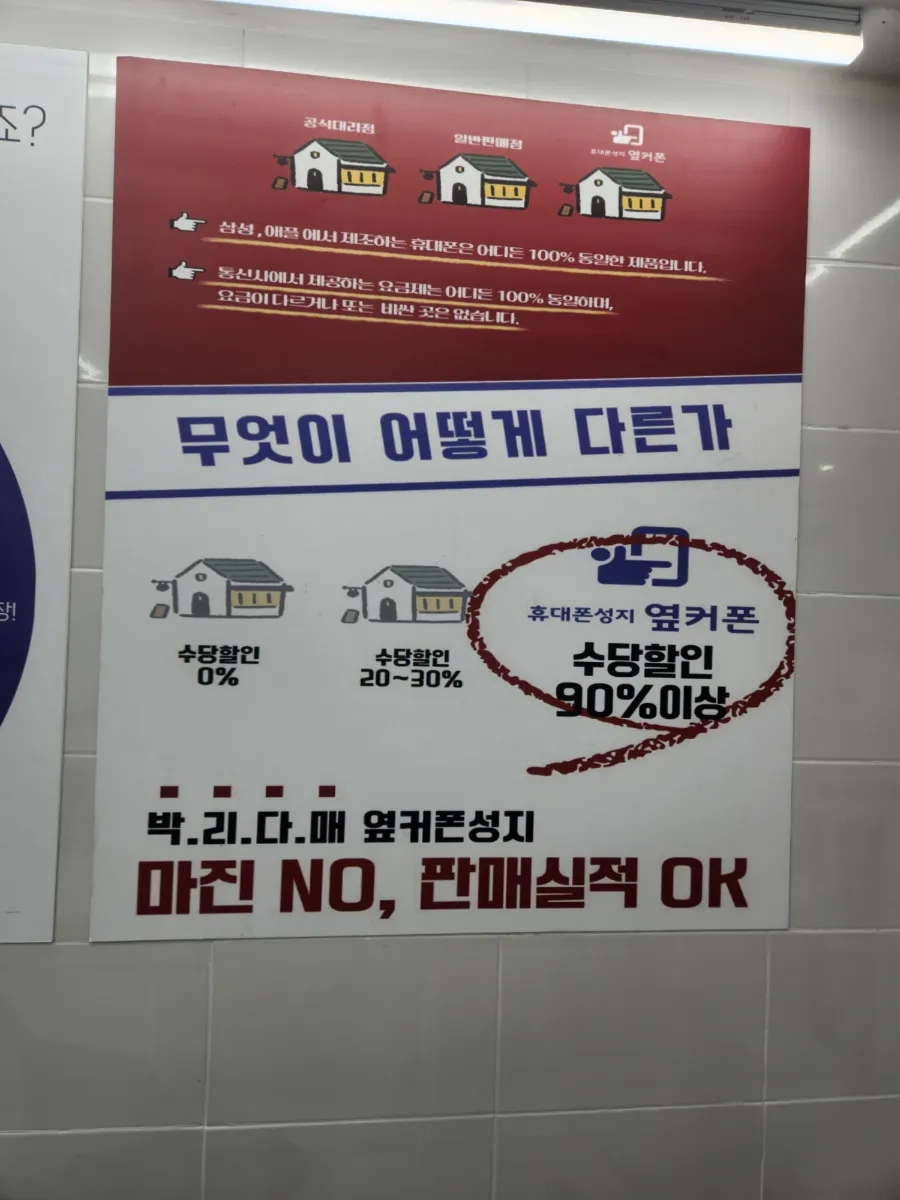 조?
장!
공식대리점
일반판매점
휴대폰성지 옆커폰
삼성, 애플 에서 제조하는 휴대폰은 어디든 100% 동일한 제품입니다.
통신사에서 제공하는 요금제는 어디든 100% 동일하며,
요금이 다르거나 또는 비싼 곳은 없습니다.
무엇이 어떻게 다른가
수당할인
0%
수당할인
20~30%
휴대폰성지 옆커폰
수당할인
90%이상
박.리.다.매 옆커폰성지
마진 NO, 판매실적 OK